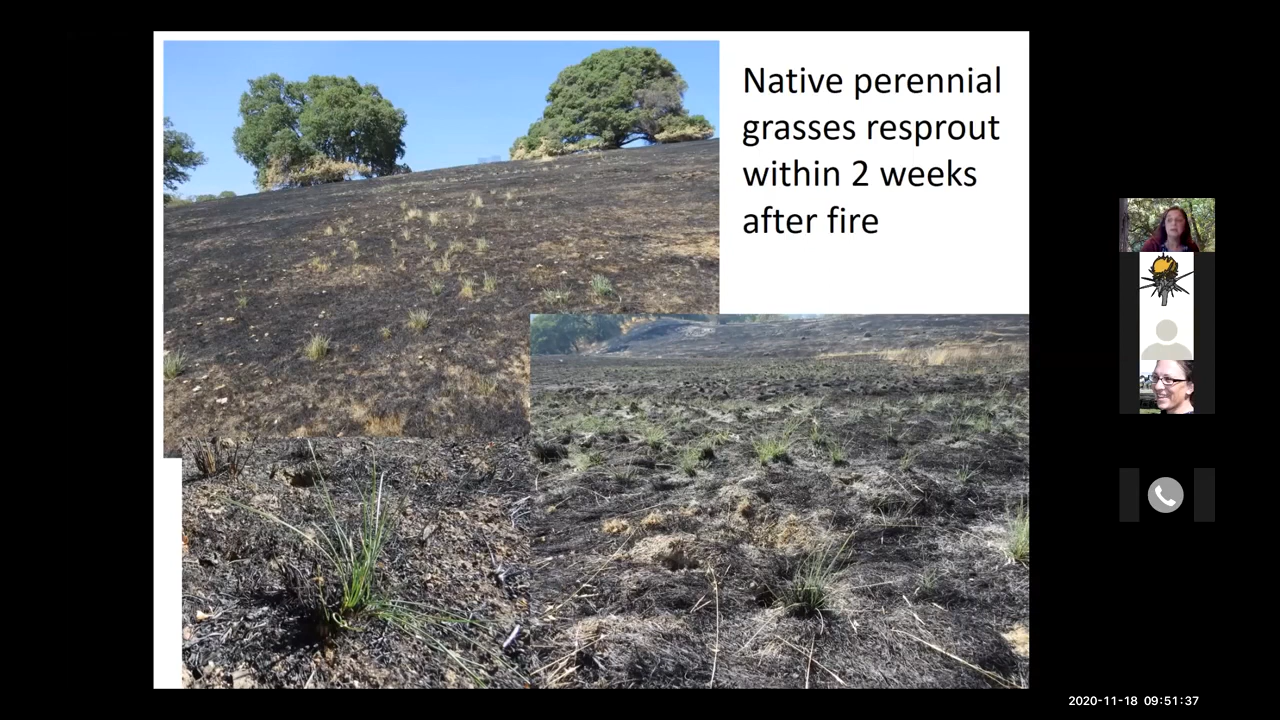 Native perennial
grasses resprout
within 2 weeks
after fire
2020-11-18 09:51:37